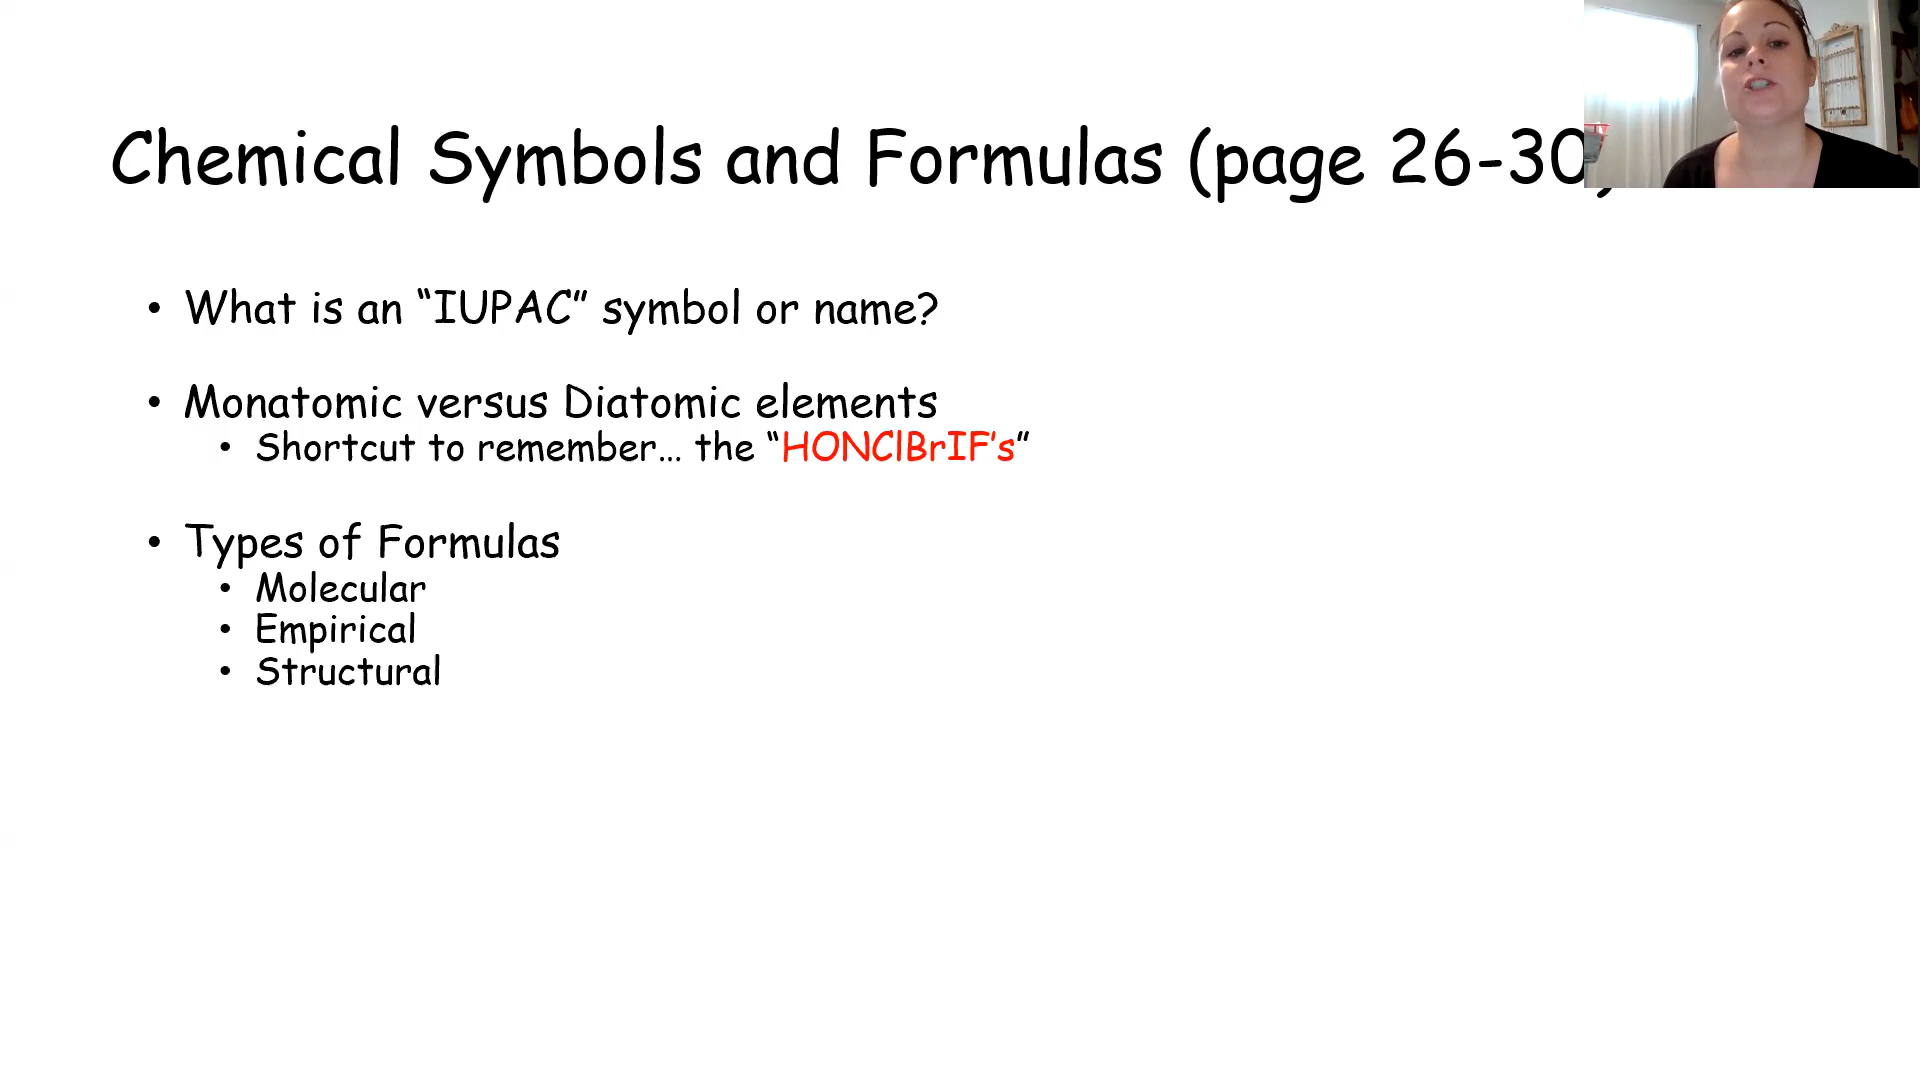 Chemical Symbols and Formulas (page 26-30)
• What is an “IUPAC” symbol or name?
• Monatomic versus Diatomic elements
• Shortcut to remember… the “HONClBrIF’s”
• Types of Formulas
• Molecular
• Empirical
• Structural